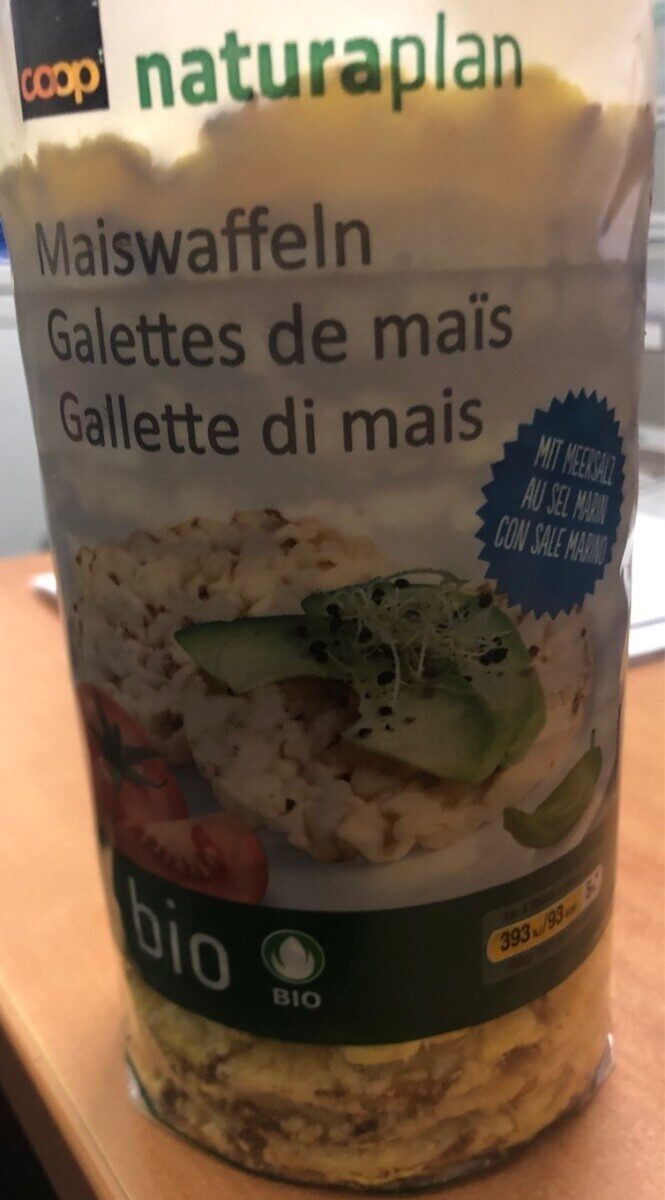 coop
naturaplan
Maiswaffeln
Galettes de maïs
Gallette di mais
MIT MEERSALZ
AU SEL MARIN
CON SALE MARINO
bio
BIO
393 kJ/93 kcal